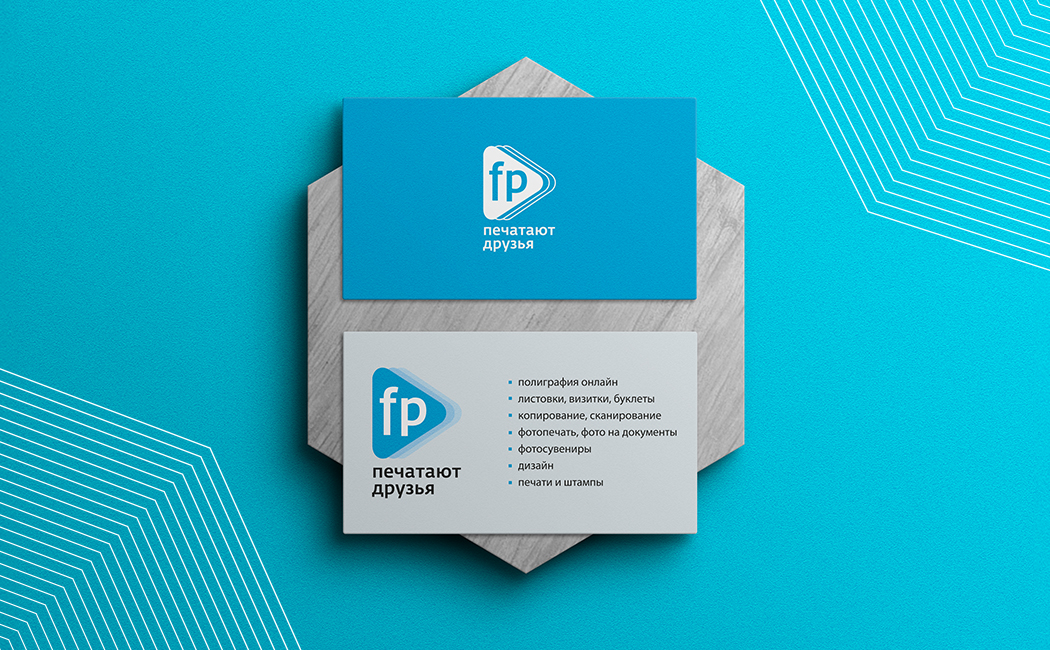 fp
печатают
друзья
fp
печатают
друзья
полиграфия онлайн
листовки, визитки, буклеты
копирование, сканирование
фотопечать, фото на документы
фотосувениры
дизайн
печати и штампы